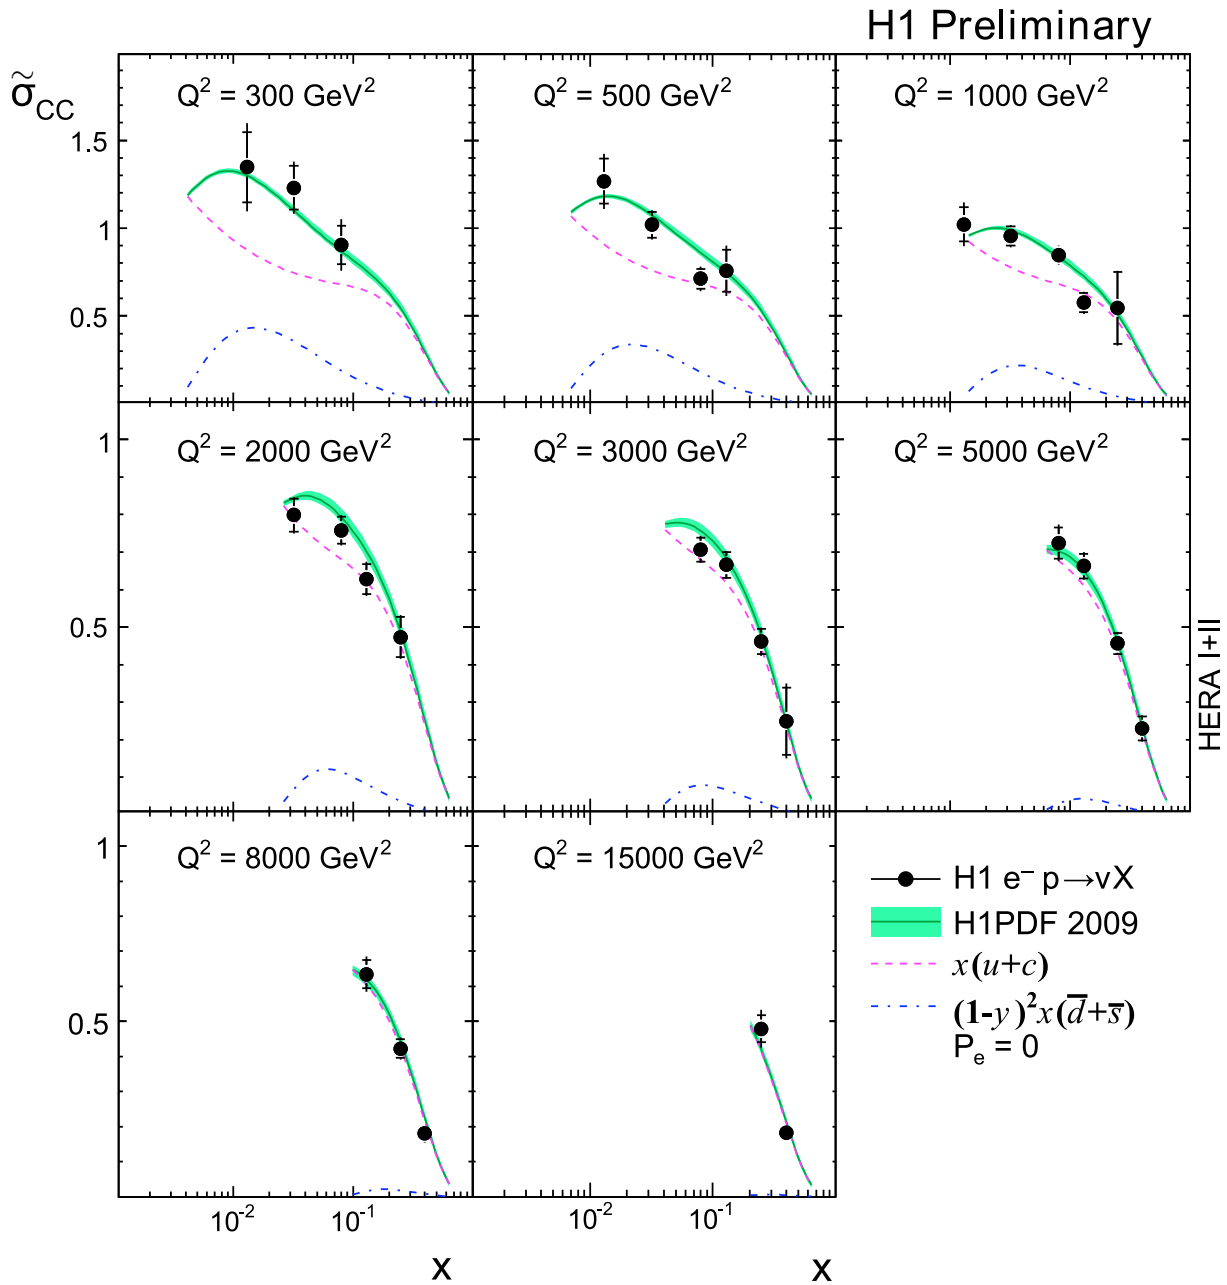 H1 Preliminary
σ̃_CC
Q² = 300 GeV²
Q² = 500 GeV²
Q² = 1000 GeV²
1.5
1
0.5
Q² = 2000 GeV²
Q² = 3000 GeV²
Q² = 5000 GeV²
1
0.5
HERA I+II
Q² = 8000 GeV²
Q² = 15000 GeV²
1
0.5
H1 e⁻ p→νX
H1PDF 2009
x(u+c)
(1-y)²x(d̅+s̅)
Pₑ = 0
10⁻² 10⁻¹ 10⁻² 10⁻¹
x x